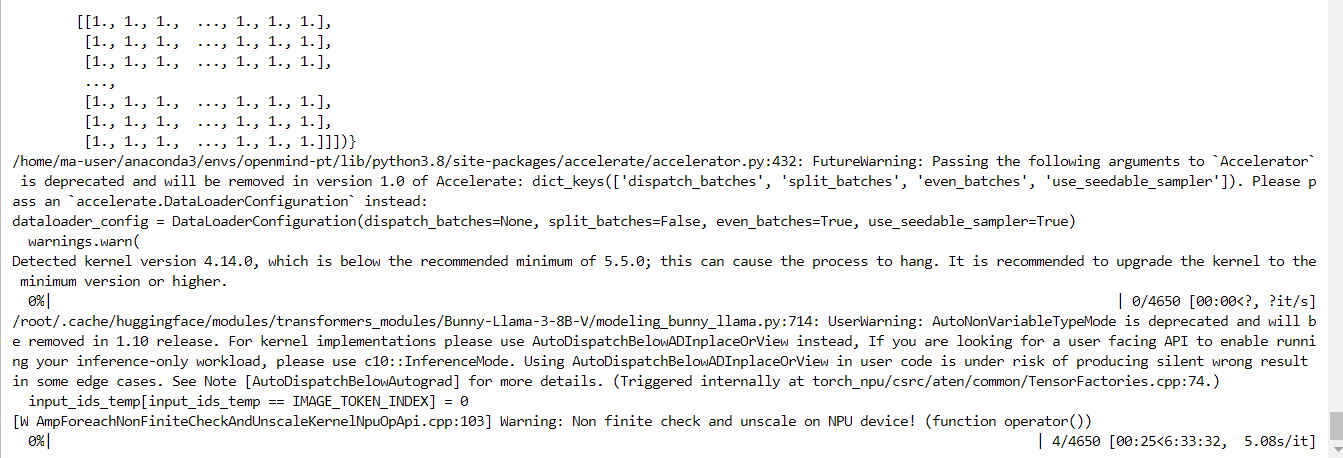 [[1., 1., 1.,  ..., 1., 1., 1.],
[1., 1., 1.,  ..., 1., 1., 1.],
[1., 1., 1.,  ..., 1., 1., 1.],
...,
[1., 1., 1.,  ..., 1., 1., 1.],
[1., 1., 1.,  ..., 1., 1., 1.],
[1., 1., 1.,  ..., 1., 1., 1.]]]])}
/home/ma-user/anaconda3/envs/openmind-pt/lib/python3.8/site-packages/accelerate/accelerator.py:432: FutureWarning: Passing the following arguments to `Accelerator`
is deprecated and will be removed in version 1.0 of Accelerate: dict_keys(['dispatch_batches', 'split_batches', 'even_batches', 'use_seedable_sampler']). Please p
ass an `accelerate.DataLoaderConfiguration` instead:
dataloader_config = DataLoaderConfiguration(dispatch_batches=None, split_batches=False, even_batches=True, use_seedable_sampler=True)
warnings.warn(
Detected kernel version 4.14.0, which is below the recommended minimum of 5.5.0; this can cause the process to hang. It is recommended to upgrade the kernel to the
minimum version or higher.
0%| | 0/4650 [00:00<?, ?it/s]
/root/.cache/huggingface/modules/transformers_modules/Bunny-Llama-3-8B-V/modeling_bunny_llama.py:714: UserWarning: AutoNonVariableTypeMode is deprecated and will b
e removed in 1.10 release. For kernel implementations please use AutoDispatchBelowADInplaceOrView instead, If you are looking for a user facing API to enable runni
ng your inference-only workload, please use c10::InferenceMode. Using AutoDispatchBelowADInplaceOrView in user code is under risk of producing silent wrong result
in some edge cases. See Note [AutoDispatchBelowAutograd] for more details. (Triggered internally at torch_npu/csrc/aten/common/TensorFactories.cpp:74.)
input_ids_temp[input_ids_temp == IMAGE_TOKEN_INDEX] = 0
[W AmpForeachNonFiniteCheckAndUnscaleKernelNpuOpApi.cpp:103] Warning: Non finite check and unscale on NPU device! (function operator())
0%| | 4/4650 [00:25<6:33:32,  5.08s/it]